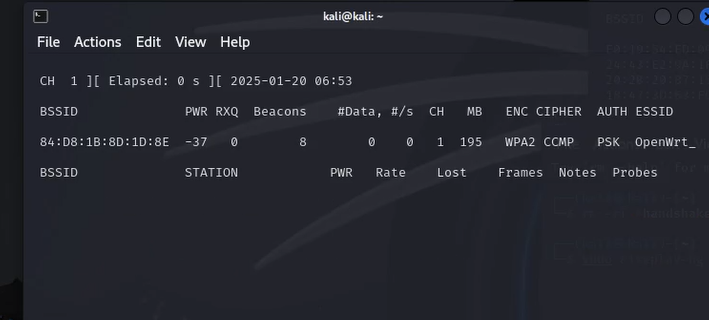 kali@kali: ~
File Actions Edit View Help
CH 1 ][ Elapsed: 0 s ][ 2025-01-20 06:53
BSSID PWR RXQ Beacons #Data, #/s CH MB ENC CIPHER AUTH ESSID
84:D8:1B:8D:1D:8E -37 0 8 0 0 1 195 WPA2 CCMP PSK OpenWrt_
BSSID STATION PWR Rate Lost Frames Notes Probes